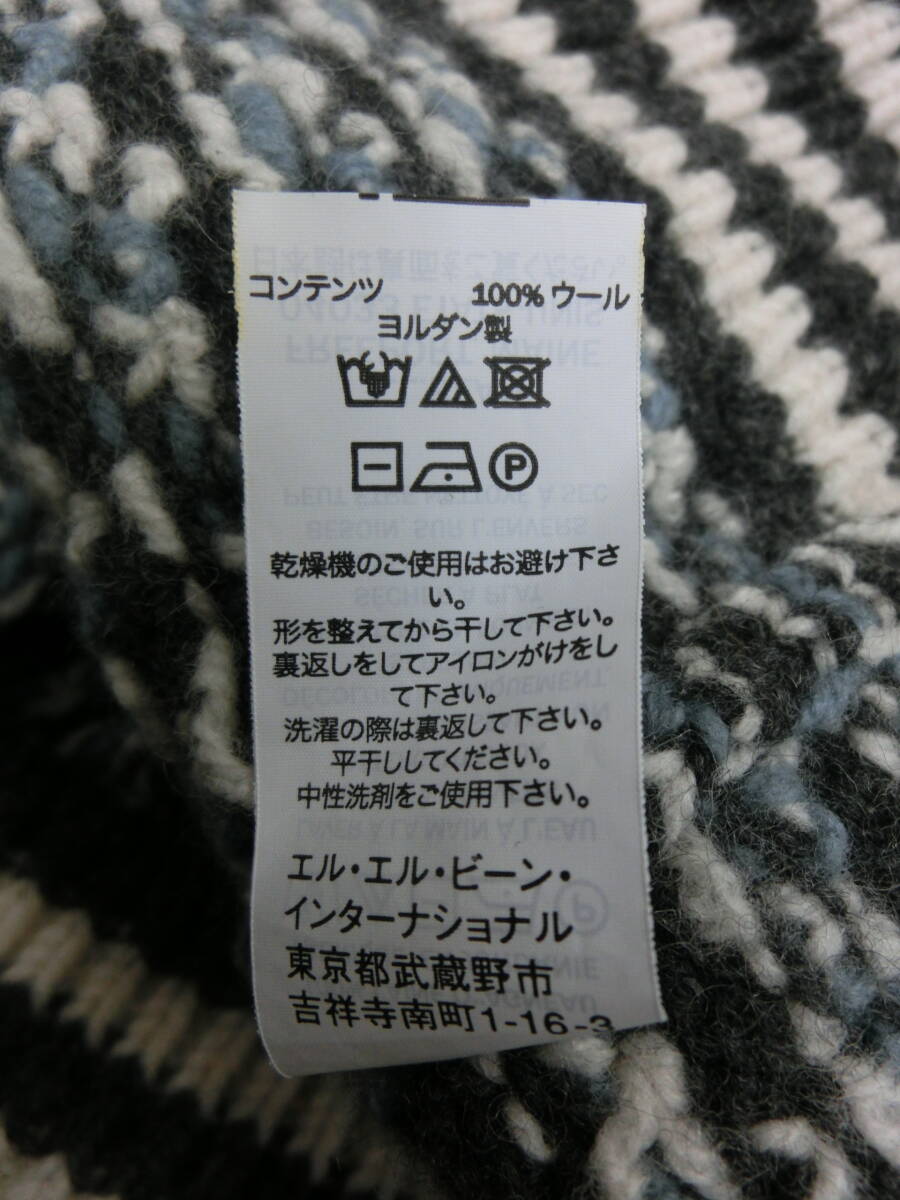 コンテンツ 100% ウール
ヨルダン製
P
乾燥機のご使用はお避け下さ
い。
形を整えてから干して下さい。
裏返しをしてアイロンがけをし
て下さい。
洗濯の際は裏返して下さい。
平干ししてください。
中性洗剤をご使用下さい。
エル・エル・ビーン・
インターナショナル
東京都武蔵野市
吉祥寺南町1-16-3